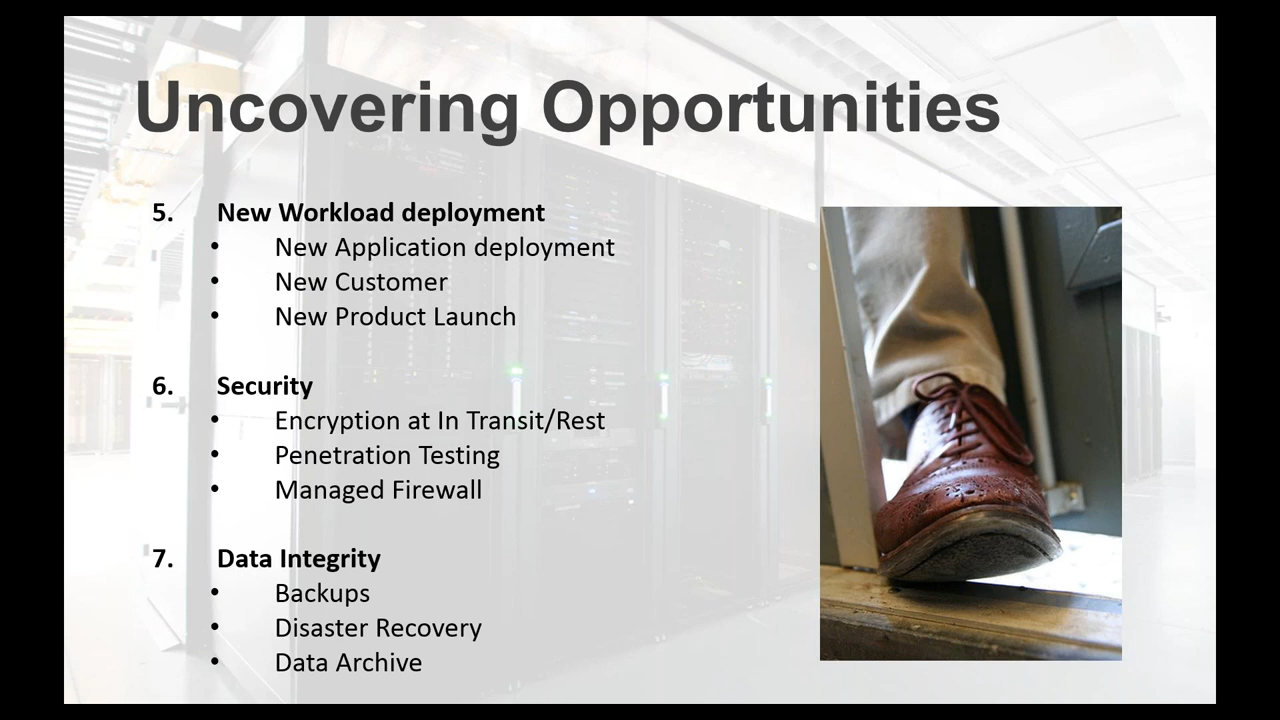 Uncovering Opportunities
5. New Workload deployment
• New Application deployment
• New Customer
• New Product Launch
6. Security
• Encryption at In Transit/Rest
• Penetration Testing
• Managed Firewall
7. Data Integrity
• Backups
• Disaster Recovery
• Data Archive